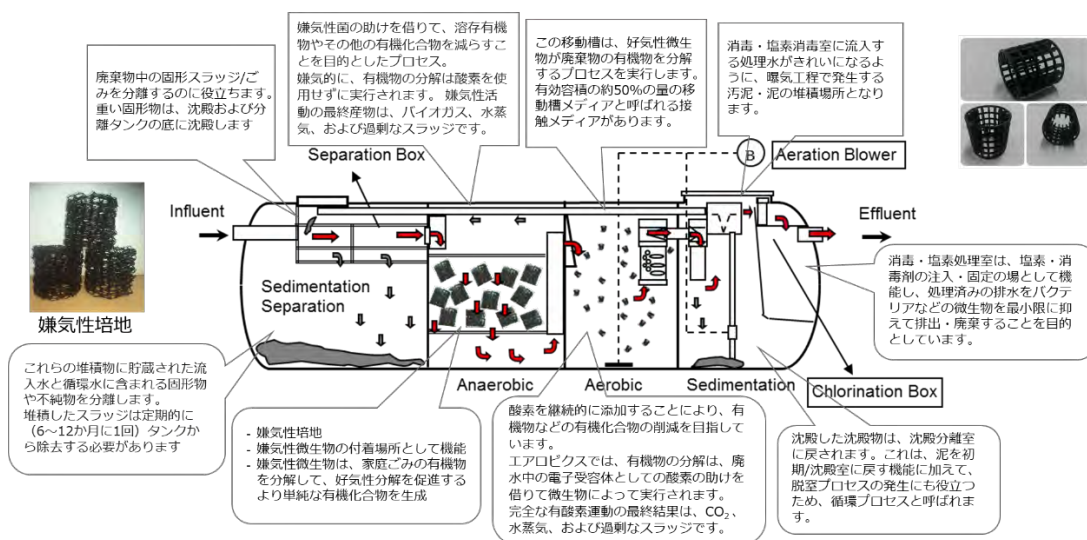 嫌気性菌の助けを借りて、溶存有機
物やその他の有機化合物を減らすこ
とを目的としたプロセス。
嫌気的に、有機物の分解は酸素を
使用せずに実行されます。 嫌気性活
動の最終産物は、バイオガス、水蒸
気、および過剰なスラッジです。
この移動槽は、好気性微生
物が廃棄物の有機物を分解
するプロセスを実行します。
有効容積の約50%の量の移
動槽メディアと呼ばれる接
触メディアがあります。
消毒・塩素消毒室に流入す
る処理水がきれいになるよ
うに、曝気工程で発生する
汚泥・泥の堆積場所となり
ます。
廃棄物中の固形スラッジ/ご
みを分離するのに役立ちます。
重い固形物は、沈殿および分
離タンクの底に沈殿します
Separation Box
B
Aeration Blower
Influent
Effluent
Sedimentation
Separation
嫌気性培地
消毒・塩素処理室は、塩素・消
毒剤の注入・固定の場として機
能し、処理済みの排水をバクテ
リアなどの微生物を最小限に抑
えて排出・廃棄することを目的
としています。
Anaerobic
Aerobic
Sedimentation
Chlorination Box
これらの堆積物に貯蔵された流
入水と循環水に含まれる固形物
や不純物を分離します。
堆積したスラッジは定期的に
（6～12か月に1回）タンクか
ら除去する必要があります
- 嫌気性培地
- 嫌気性微生物の付着場所として機能
- 嫌気性微生物は、家庭ごみの有機物
を分解して、好気性分解を促進する
より単純な有機化合物を生成
酸素を継続的に添加することにより、有
機物などの有機化合物の削減を目指し
ています。
エアロビクスでは、有機物の分解は、廃
水中の電子受容体としての酸素の助けを
借りて微生物によって実行されます。
完全な有酸素運動の最終結果は、CO₂、
水蒸気、および過剰なスラッジです。
沈殿した沈殿物は、沈殿分離室
に戻されます。これは、泥を初
期/沈殿室に戻す機能に加えて、
脱窒プロセスの発生にも役立つ
ため、循環プロセスと呼ばれま
す。